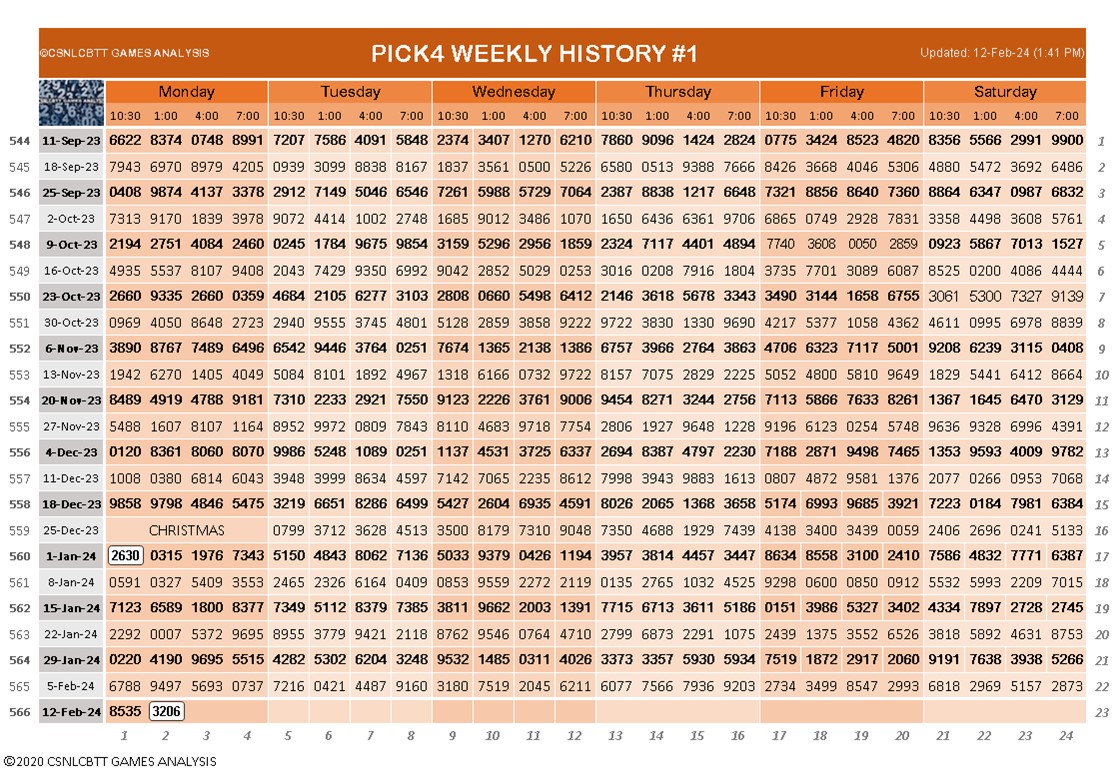 ©CSNLCBTT GAMES ANALYSIS PICK4 WEEKLY HISTORY #1 Updated: 12-Feb-24 (1:41 PM)
Monday Tuesday Wednesday Thursday Friday Saturday
10:30 1:00 4:00 7:00 10:30 1:00 4:00 7:00 10:30 1:00 4:00 7:00 10:30 1:00 4:00 7:00 10:30 1:00 4:00 7:00 10:30 1:00 4:00 7:00
544 11-Sep-23 6622 8374 0748 8991 7207 7586 4091 5848 2374 3407 1270 6210 7860 9096 1424 2824 0775 3424 8523 4820 8356 5566 2991 9900 1
545 18-Sep-23 7943 6970 8979 4205 0939 3099 8838 8167 1837 3561 0500 5226 6580 0513 9388 7666 8426 3668 4046 5306 4880 5472 3692 6486 2
546 25-Sep-23 0408 9874 4137 3378 2912 7149 5046 6546 7261 5988 5729 7064 2387 8838 1217 6648 7321 8856 8640 7360 8864 6347 0987 6832 3
547 2-Oct-23 7313 9170 1839 3978 9072 4414 1002 2748 1685 9012 3486 1070 1650 6436 6361 9706 6865 0749 2928 7831 3358 4498 3608 5761 4
548 9-Oct-23 2194 2751 4084 2460 0245 1784 9675 9854 3159 5296 2956 1859 2324 7117 4401 4894 7740 3608 0050 2859 0923 5867 7013 1527 5
549 16-Oct-23 4935 5537 8107 9408 2043 7429 9350 6992 9042 2852 5029 0253 3016 0208 7916 1804 3735 7701 3089 6087 8525 0200 4086 4444 6
550 23-Oct-23 2660 9335 2660 0359 4684 2105 6277 3103 2808 0660 5498 6412 2146 3618 5678 3343 3490 3144 1658 6755 3061 5300 7327 9139 7
551 30-Oct-23 0969 4050 8648 2723 2940 9555 3745 4801 5128 2859 3858 9222 9722 3830 1330 9690 4217 5377 1058 4362 4611 0995 6978 8839 8
552 6-Nov-23 3890 8767 7489 6496 6542 9446 3764 0251 7674 1365 2138 1386 6757 3966 2764 3863 4706 6323 7117 5001 9208 6239 3115 0408 9
553 13-Nov-23 1942 6270 1405 4049 5084 8101 1892 4967 1318 6166 0732 9722 8157 7075 2829 2225 5052 4800 5810 9649 1829 5441 6412 8664 10
554 20-Nov-23 8489 4919 4788 9181 7310 2233 2921 7550 9123 2226 3761 9006 9454 8271 3244 2756 7113 5866 7633 8261 1367 1645 6470 3129 11
555 27-Nov-23 5488 1607 8107 1164 8952 9972 0809 7843 8110 4683 9718 7754 2806 1927 9648 1228 9196 6123 0254 5748 9636 9328 6996 4391 12
556 4-Dec-23 0120 8361 8060 8070 9986 5248 1089 0251 1137 4531 3725 6337 2694 8387 4797 2230 7188 2871 9498 7465 1353 9593 4009 9782 13
557 11-Dec-23 1008 0380 6814 6043 3948 3999 8634 4597 7142 7065 2235 8612 7998 3943 9883 1613 0807 4872 9581 1376 2077 0266 0953 7068 14
558 18-Dec-23 9858 9798 4846 5475 3219 6651 8286 6499 5427 2604 6935 4591 8026 2065 1368 3658 5174 6993 9685 3921 7223 0184 7981 6384 15
559 25-Dec-23 CHRISTMAS 0799 3712 3628 4513 3500 8179 7310 9048 7350 4688 1929 7439 4138 3400 3439 0059 2406 2696 0241 5133 16
560 1-Jan-24 2630 0315 1976 7343 5150 4843 8062 7136 5033 9379 0426 1194 3957 3814 4457 3447 8634 8558 3100 2410 7586 4832 7771 6387 17
561 8-Jan-24 0591 0327 5409 3553 2465 2326 6164 0409 0853 9559 2272 2119 0135 2765 1032 4525 9298 0600 0850 0912 5532 5993 2209 7015 18
562 15-Jan-24 7123 6589 1800 8377 7349 5112 8379 7385 3811 9662 2003 1391 7715 6713 3611 5186 0151 3986 5327 3402 4334 7897 2728 2745 19
563 22-Jan-24 2292 0007 5372 9695 8955 3779 9421 2118 8762 9546 0764 4710 2799 6873 2291 1075 2439 1375 3552 6526 3818 5892 4631 8753 20
564 29-Jan-24 0220 4190 9695 5515 4282 5302 6204 3248 9532 1485 0311 4026 3373 3357 5930 5934 7519 1872 2917 2060 9191 7638 3938 5266 21
565 5-Feb-24 6788 9497 5693 0737 7216 0421 4487 9160 3180 7519 2045 6211 6077 7566 7936 9203 2734 3499 8547 2993 6818 2969 5157 2873 22
566 12-Feb-24 8535 3206 23
1 2 3 4 5 6 7 8 9 10 11 12 13 14 15 16 17 18 19 20 21 22 23 24
©2020 CSNLCBTT GAMES ANALYSIS